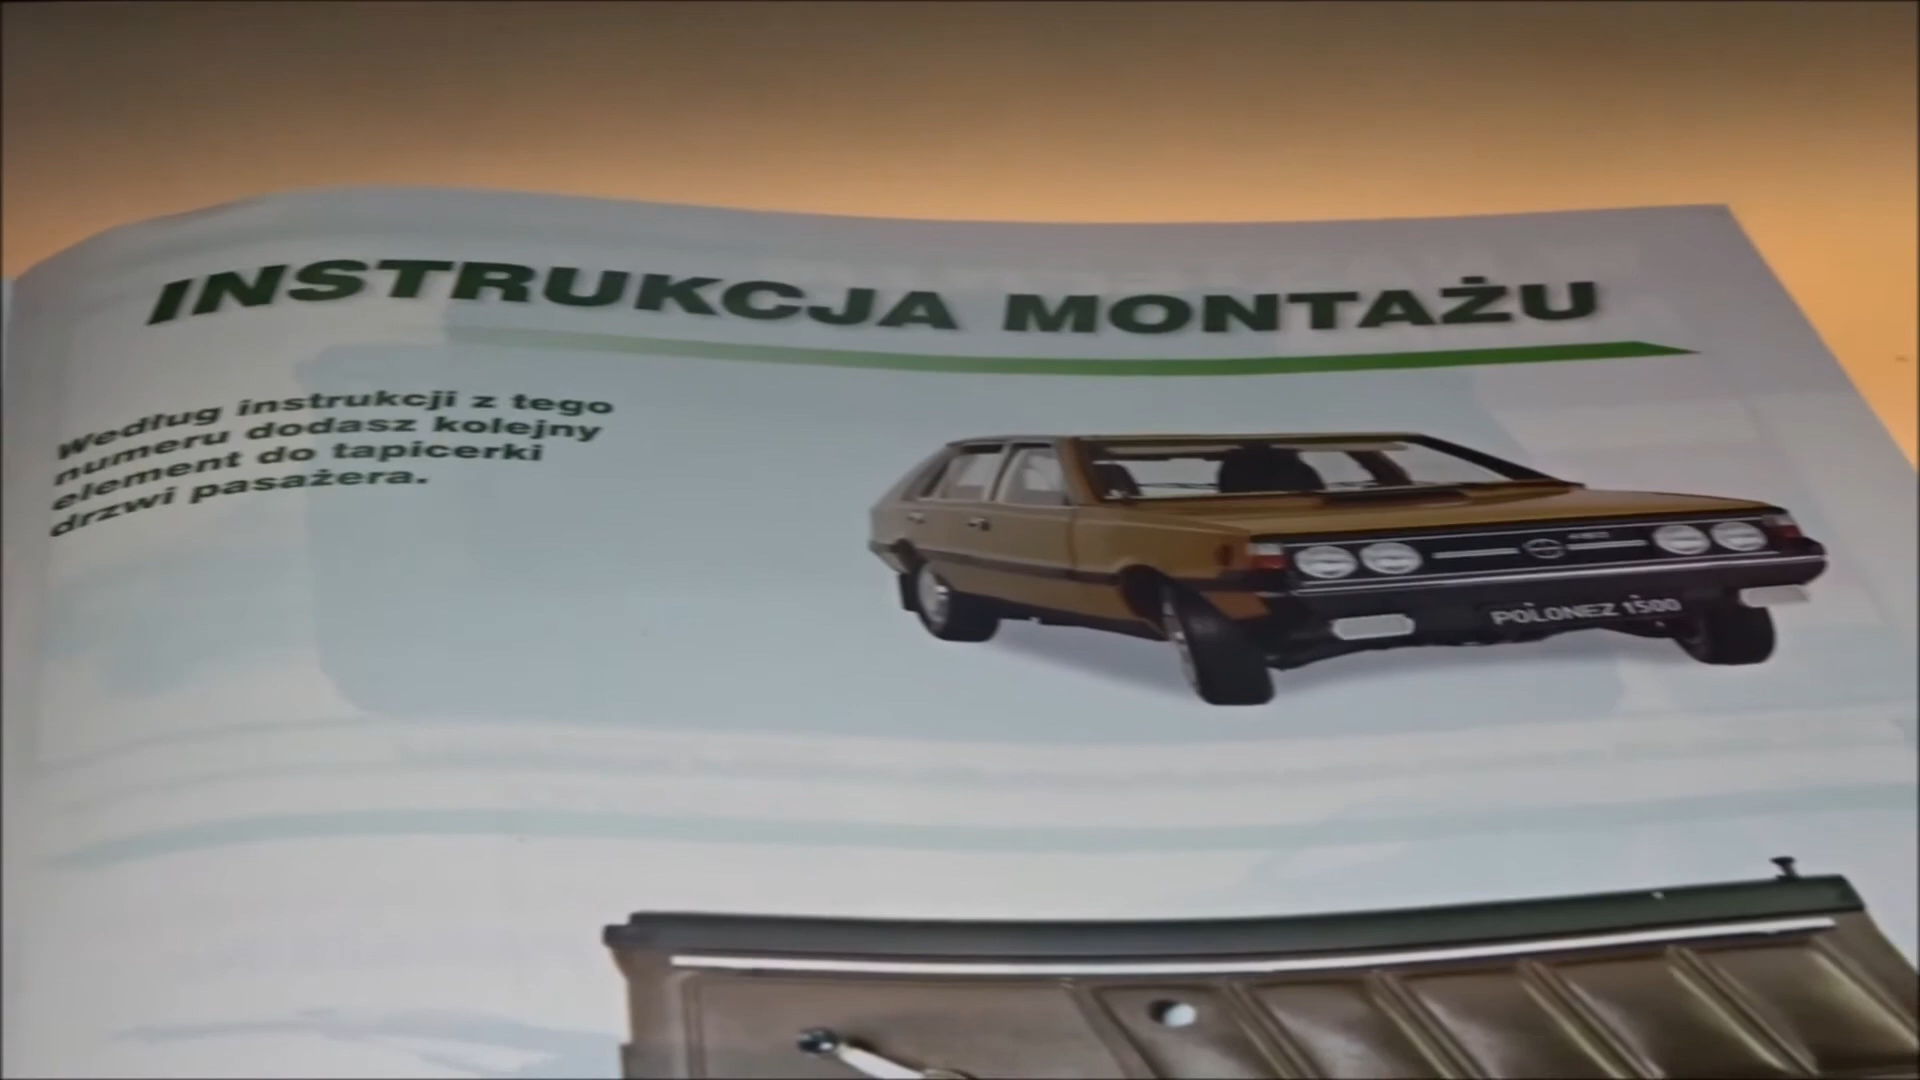 INSTRUKCJA MONTAŻU
Według instrukcji z tego
numeru dodasz kolejny
element do tapicerki
drzwi pasażera.
POLONEZ 1500